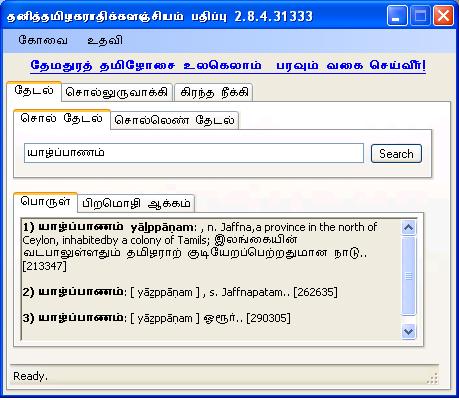 தனித்தமிழகராதிக்களஞ்சியம் பதிப்பு 2.8.4.31333
கோவை உதவி
தேமதுரத் தமிழோசை உலகெலாம் பரவும் வகை செய்வீர்!
தேடல் சொல்லுருவாக்கி கிரந்த நீக்கி
சொல் தேடல் சொல்லெண் தேடல்
யாழ்ப்பாணம் Search
பொருள் பிறமொழி ஆக்கம்
1) யாழ்ப்பாணம் yāḻppāṇam: , n. Jaffna,a province in the north of
Ceylon, inhabitedby a colony of Tamils; இலங்கையின்
வடபாலுள்ளதும் தமிழராற் குடியேறப்பெற்றதுமான நாடு..
[213347]
2) யாழ்ப்பாணம்: [ yāzppāṇam ] , s. Jaffnapatam.. [262635]
3) யாழ்ப்பாணம்: [ yāzppāṇam ] ஓரூர்.. [290305]
Ready.